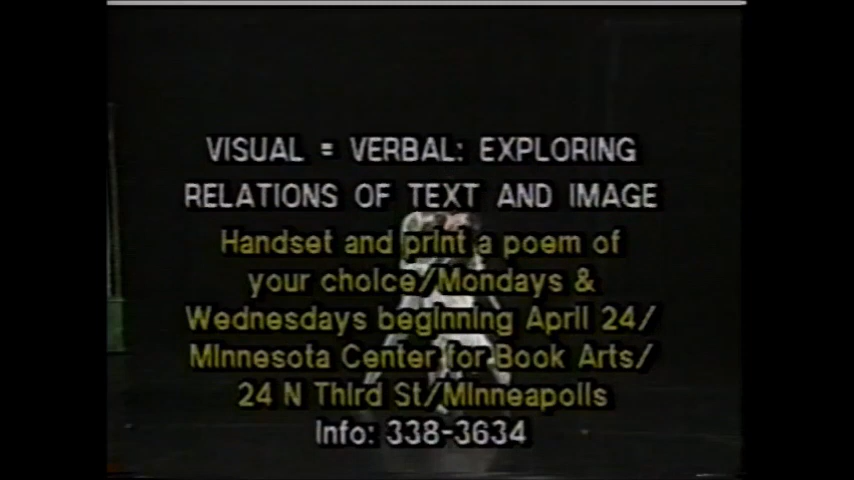 VISUAL = VERBAL: EXPLORING
RELATIONS OF TEXT AND IMAGE
Handset and print a poem of
your choice/Mondays &
Wednesdays beginning April 24/
Minnesota Center for Book Arts/
24 N Third St/Minneapolis
Info: 338-3634